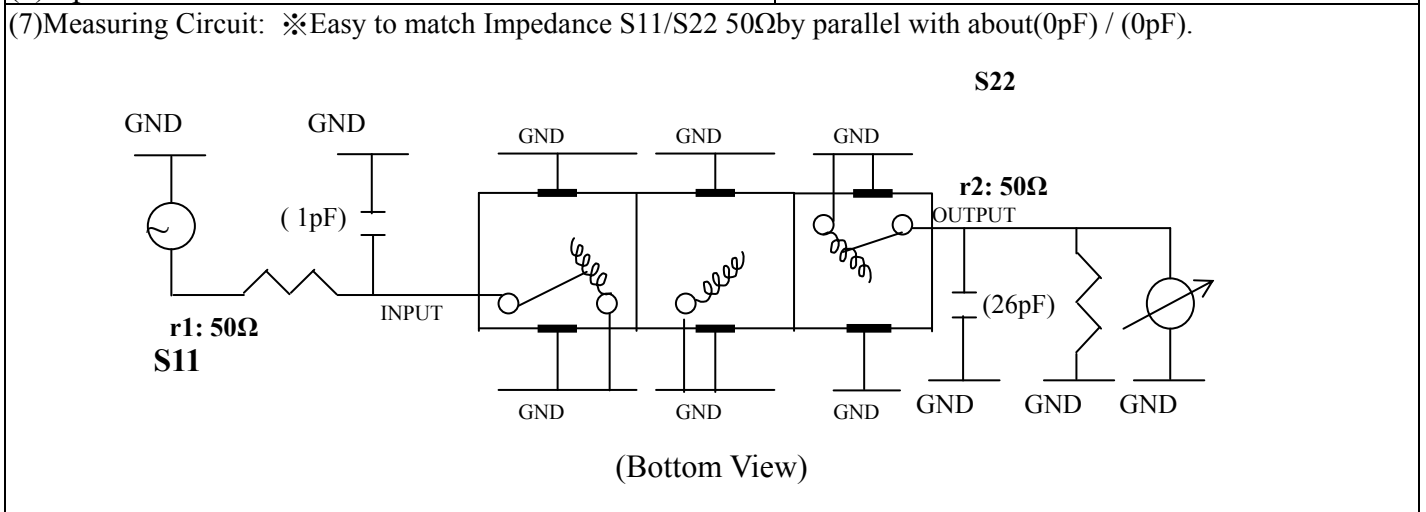 (7)Measuring Circuit: ※Easy to match Impedance S11/S22 50Ωby parallel with about(0pF) / (0pF).
S22
GND GND GND GND GND
r2: 50Ω
( 1pF) OUTPUT
INPUT (26pF)
r1: 50Ω
S11
GND GND GND GND GND GND
(Bottom View)